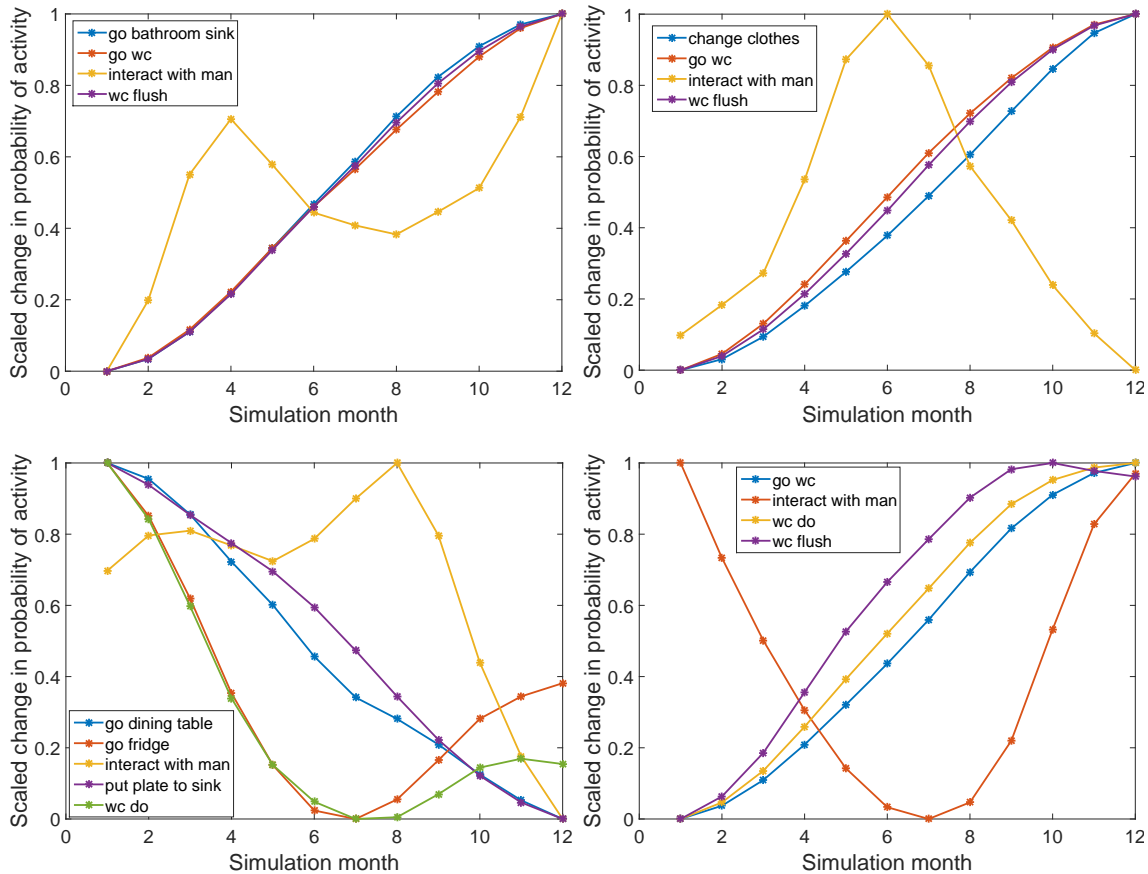 Scaled change in probability of activity
1
0.8
0.6
0.4
0.2
0
go bathroom sink
go wc
interact with man
wc flush
0 2 4 6 8 10 12
Simulation month
Scaled change in probability of activity
1
0.8
0.6
0.4
0.2
0
change clothes
go wc
interact with man
wc flush
0 2 4 6 8 10 12
Simulation month
Scaled change in probability of activity
1
0.8
0.6
0.4
0.2
0
go dining table
go fridge
interact with man
put plate to sink
wc do
0 2 4 6 8 10 12
Simulation month
Scaled change in probability of activity
1
0.8
0.6
0.4
0.2
0
go wc
interact with man
wc do
wc flush
0 2 4 6 8 10 12
Simulation month